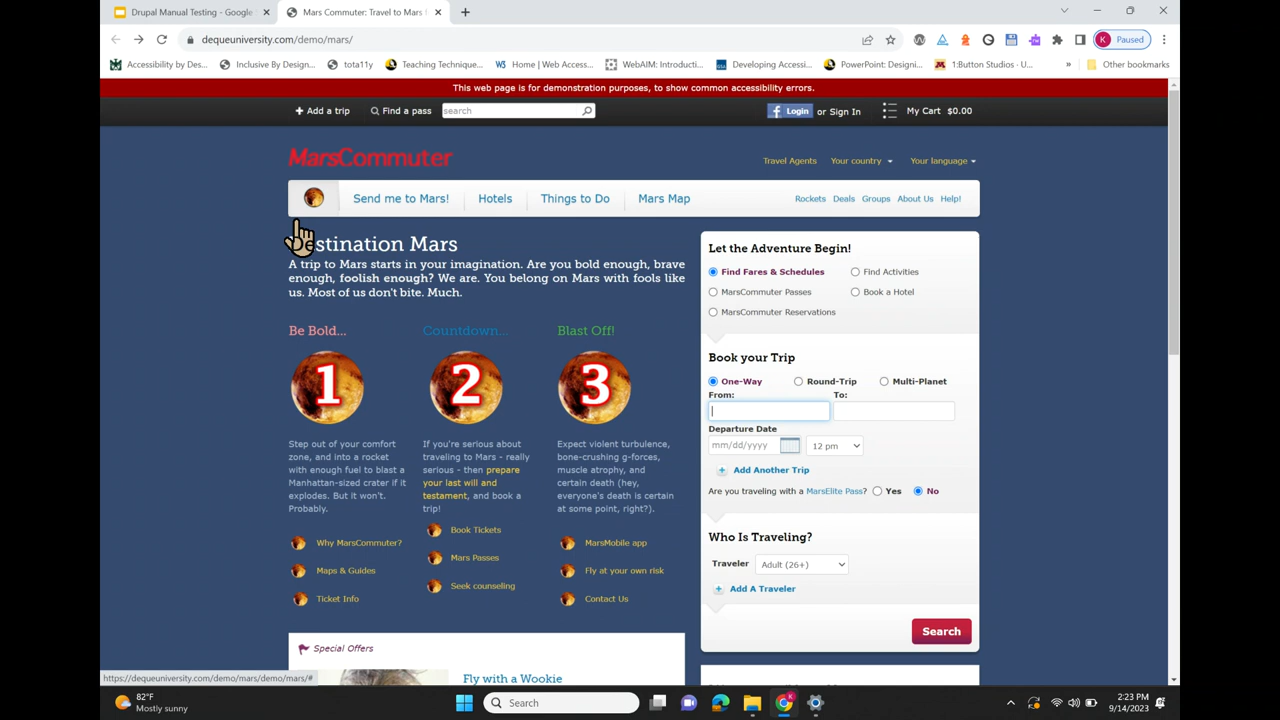 Drupal Manual Testing - Google
Mars Commuter: Travel to Mars !
dequeuniversity.com/demo/mars/
K Paused
Accessibility by Des...
Inclusive By Design...
tota11y
Teaching Technique...
Home | Web Access...
WebAIM: Introducti...
Developing Accessi...
PowerPoint: Designi...
1:Button Studios - U...
»
Other bookmarks
This web page is for demonstration purposes, to show common accessibility errors.
Add a trip
Find a pass
search
f Login or Sign In
My Cart $0.00
MarsCommuter
Travel Agents
Your country
Your language
Send me to Mars!
Hotels
Things to Do
Mars Map
Rockets
Deals
Groups
About Us
Help!
stination Mars
A trip to Mars starts in your imagination. Are you bold enough, brave
enough, foolish enough? We are. You belong on Mars with fools like
us. Most of us don't bite. Much.
Be Bold...
1
Step out of your comfort
zone, and into a rocket
with enough fuel to blast a
Manhattan-sized crater if it
explodes. But it won't.
Probably.
Why MarsCommuter?
Maps & Guides
Ticket Info
Countdown...
2
If you're serious about
traveling to Mars - really
serious - then prepare
your last will and
testament, and book a
trip!
Book Tickets
Mars Passes
Seek counseling
Blast Off!
3
Expect violent turbulence,
bone-crushing g-forces,
muscle atrophy, and
certain death (hey,
everyone's death is certain
at some point, right?).
MarsMobile app
Fly at your own risk
Contact Us
Special Offers
Fly with a Wookie
Let the Adventure Begin!
Find Fares & Schedules
Find Activities
MarsCommuter Passes
Book a Hotel
MarsCommuter Reservations
Book your Trip
One-Way
Round-Trip
Multi-Planet
From:
To:
Departure Date
mm/dd/yyyy
12 pm
Add Another Trip
Are you traveling with a MarsElite Pass?
Yes
No
Who Is Traveling?
Traveler
Adult (26+)
Add A Traveler
Search
https://dequeuniversity.com/demo/mars/demo/mars/#
82°F
Mostly sunny
Search
2:23 PM
9/14/2023